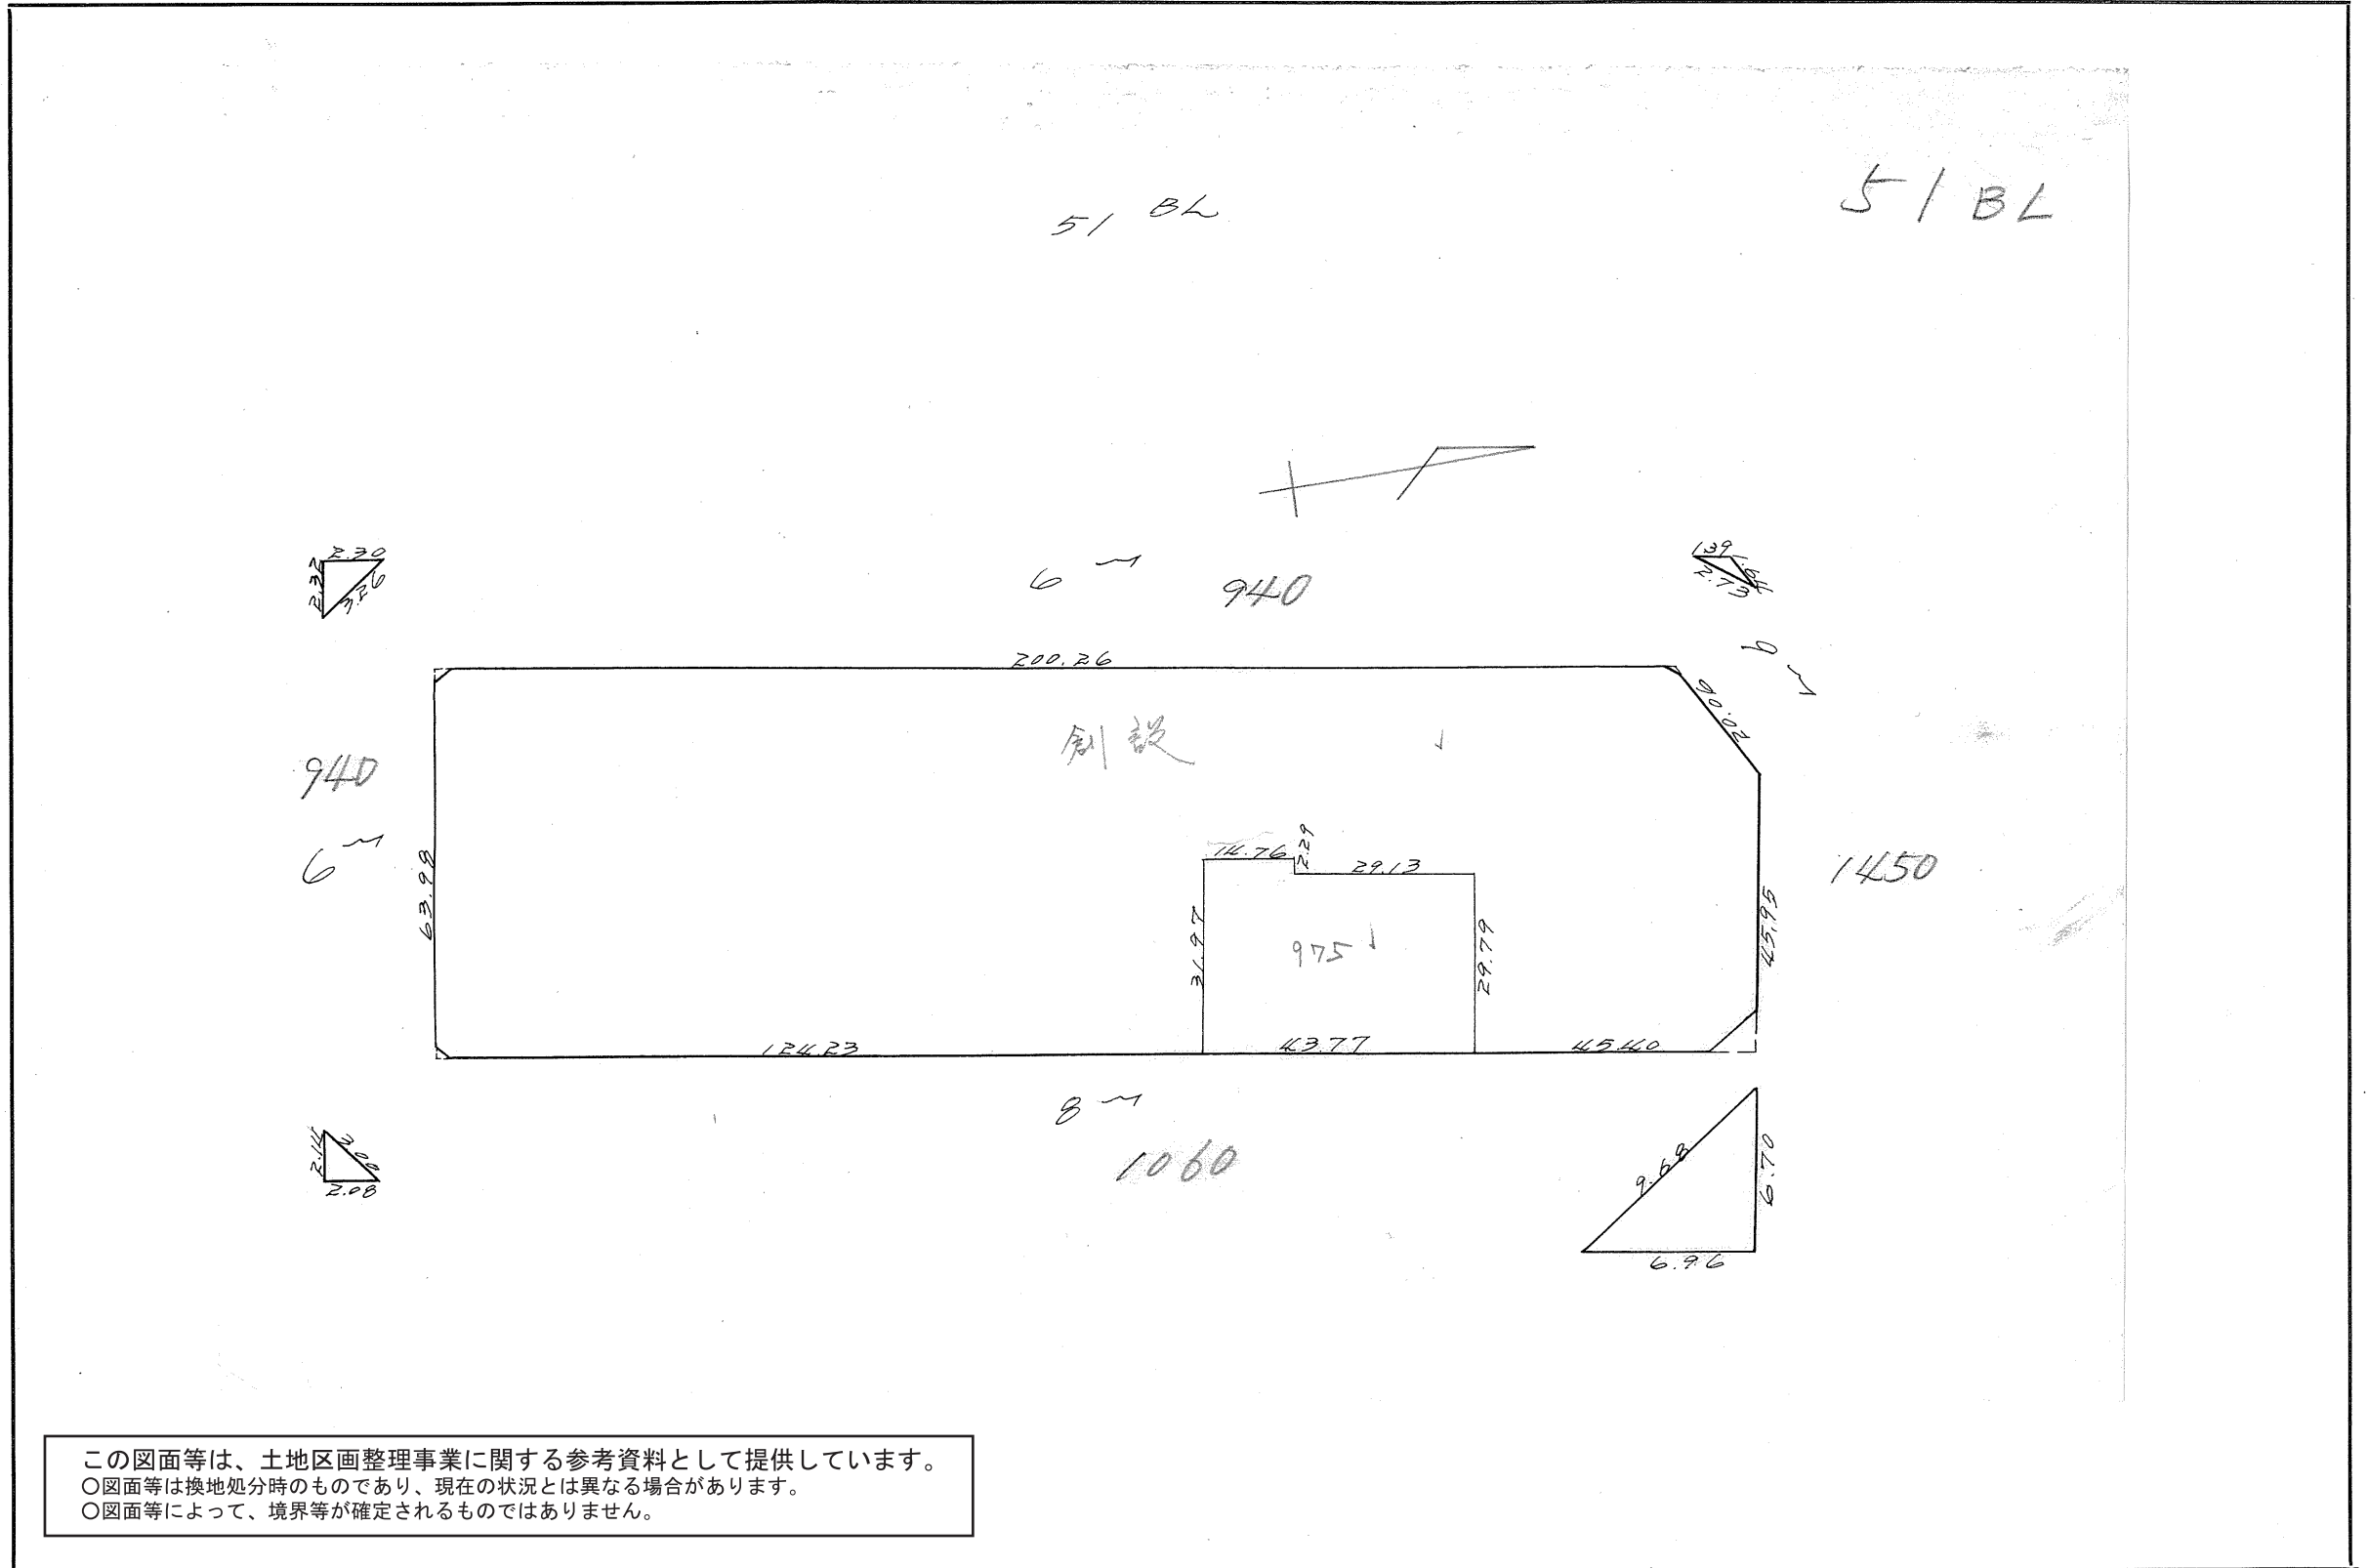 51 BL
51 BL
2.30
2.32
3.26
6m
940
1.39
1.64
2.73
6m
200.26
20.06
創設
940
6m
63.98
14.76
2.29
29.13
31.97
975
29.79
45.95
1450
124.23
43.77
45.40
8m
1060
2.14
3.00
2.08
9.68
6.70
6.96
この図面等は、土地区画整理事業に関する参考資料として提供しています。
○図面等は換地処分時のものであり、現在の状況とは異なる場合があります。
○図面等によって、境界等が確定されるものではありません。